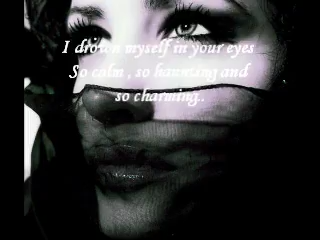 I drown myself in your eyes
So calm , so haunting and
so charming..